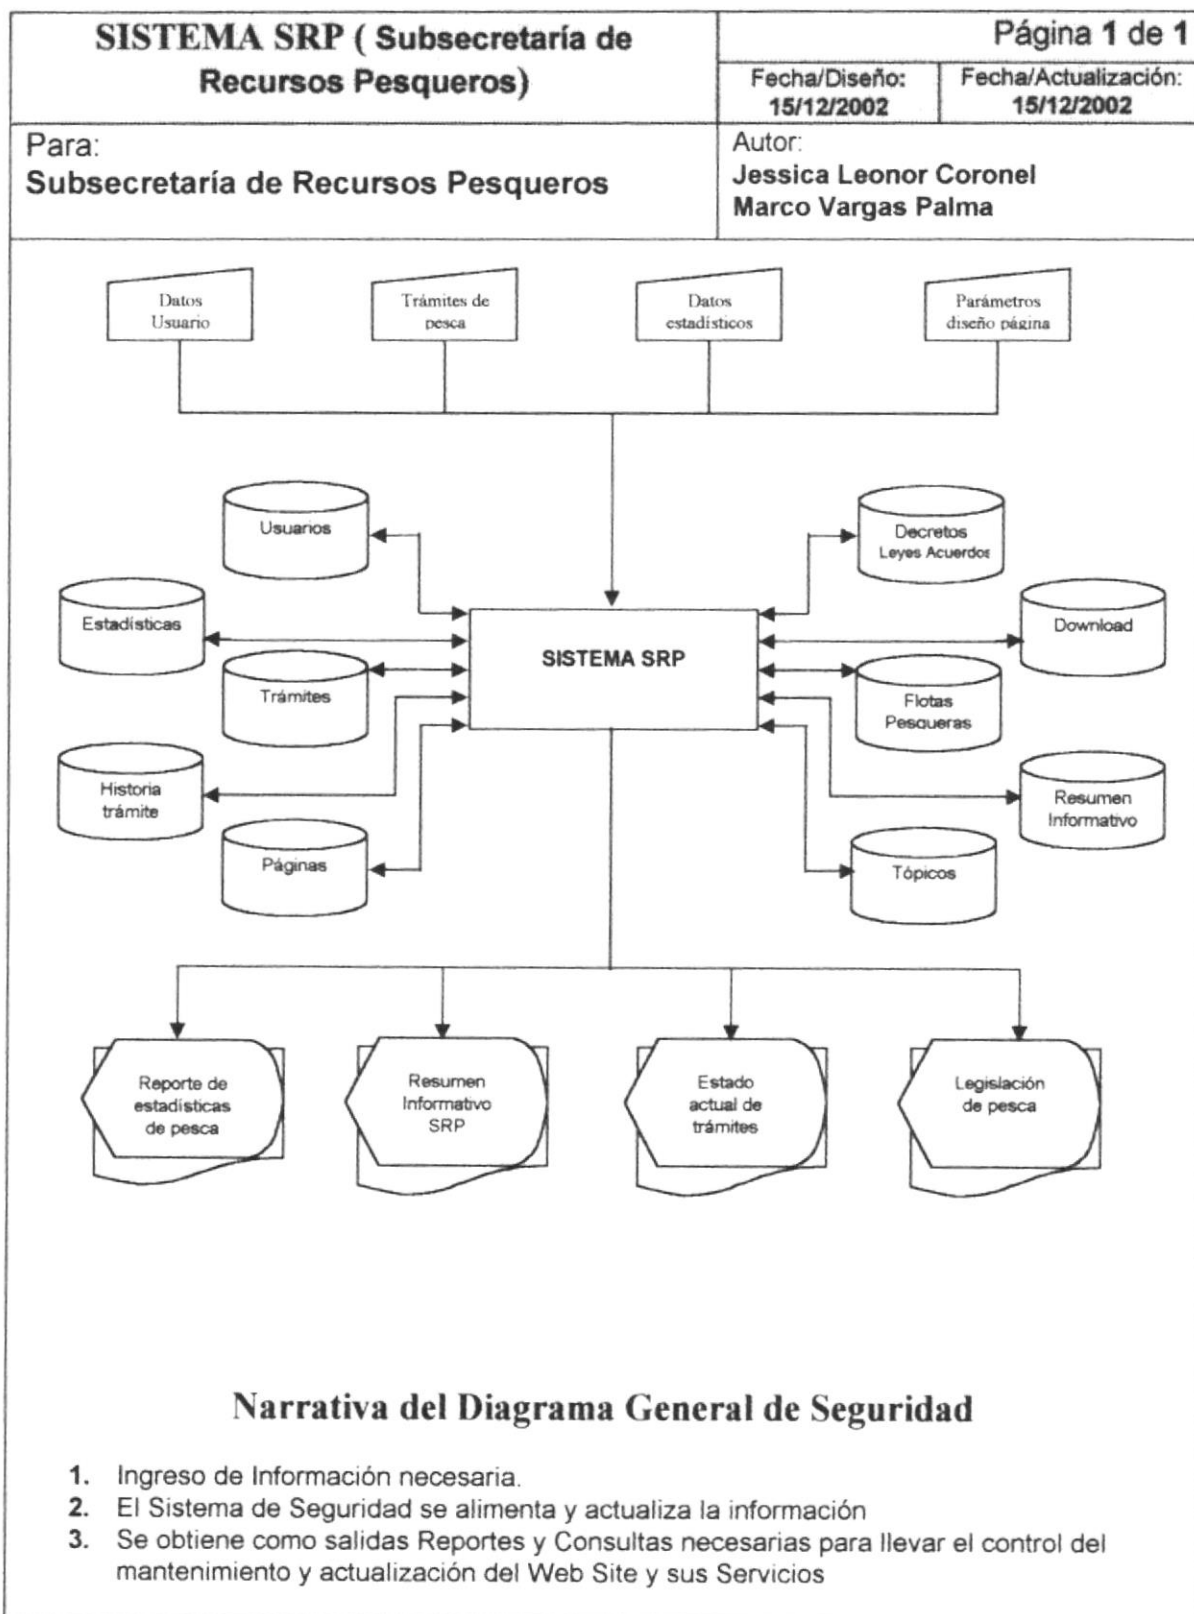 SISTEMA SRP ( Subsecretaría de
Recursos Pesqueros)
Página 1 de 1
Fecha/Diseño:
15/12/2002
Fecha/Actualización:
15/12/2002
Para:
Subsecretaría de Recursos Pesqueros
Autor:
Jessica Leonor Coronel
Marco Vargas Palma
Datos
Usuario
Trámites de
pesca
Datos
estadísticos
Parámetros
diseño página
Usuarios
Decretos
Leyes Acuerdos
Estadísticas
Download
SISTEMA SRP
Trámites
Flotas
Pesqueras
Historia
trámite
Resumen
Informativo
Páginas
Tópicos
Reporte de
estadísticas
de pesca
Resumen
Informativo
SRP
Estado
actual de
trámites
Legislación
de pesca
Narrativa del Diagrama General de Seguridad
1. Ingreso de Información necesaria.
2. El Sistema de Seguridad se alimenta y actualiza la información
3. Se obtiene como salidas Reportes y Consultas necesarias para llevar el control del
mantenimiento y actualización del Web Site y sus Servicios